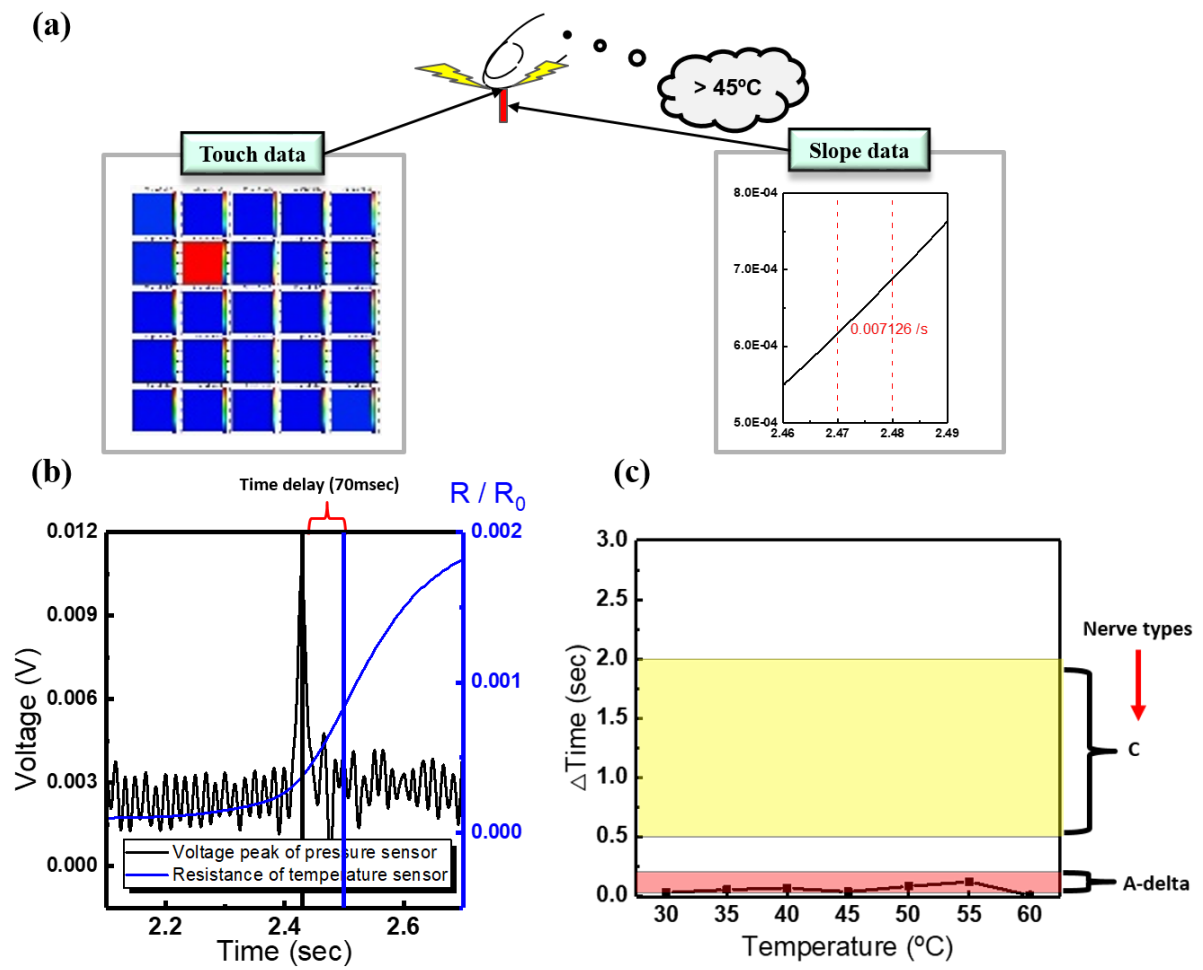 (a)
> 45ºC
Touch data
Slope data
8.0E-04
7.0E-04
6.0E-04
5.0E-04
0.007126 /s
2.46
2.47
2.48
2.49
(b)
Time delay (70msec)
R / R0
0.012
0.009
0.006
0.003
0.000
Voltage (V)
0.002
0.001
0.000
Voltage peak of pressure sensor
Resistance of temperature sensor
2.2
2.4
2.6
Time (sec)
(c)
3.0
2.5
2.0
1.5
1.0
0.5
0.0
△Time (sec)
30
35
40
45
50
55
60
Temperature (ºC)
Nerve types
C
A-delta